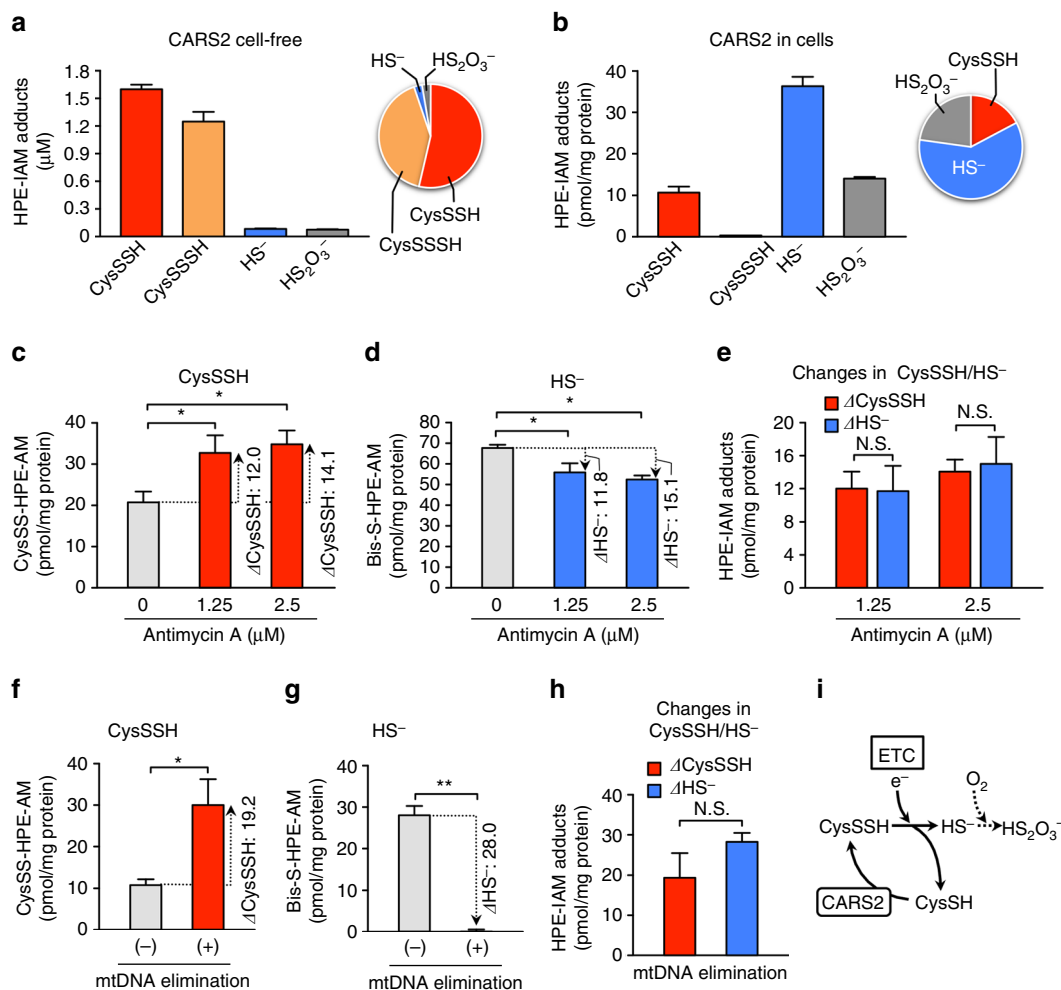 a
CARS2 cell-free
HPE-IAM adducts
(μM)
1.8
1.5
1.2
0.9
0.6
0.3
0
CysSSH
CysSSSH
HS⁻
HS₂O₃⁻
HS⁻
HS₂O₃⁻
CysSSH
CysSSSH
b
CARS2 in cells
HPE-IAM adducts
(pmol/mg protein)
40
30
20
10
0
CysSSH
CysSSSH
HS⁻
HS₂O₃⁻
CysSSH
HS₂O₃⁻
HS⁻
c
CysSSH
CysSS-HPE-AM
(pmol/mg protein)
40
30
20
10
0
*
*
ΔCysSSH: 12.0
ΔCysSSH: 14.1
0 1.25 2.5
Antimycin A (μM)
d
HS⁻
Bis-S-HPE-AM
(pmol/mg protein)
80
70
60
50
40
30
20
10
0
*
*
ΔHS⁻: 11.8
ΔHS⁻: 15.1
0 1.25 2.5
Antimycin A (μM)
e
Changes in CysSSH/HS⁻
ΔCysSSH
ΔHS⁻
N.S.
N.S.
HPE-IAM adducts
(pmol/mg protein)
20
16
12
8
4
0
1.25 2.5
Antimycin A (μM)
f
CysSSH
CysSS-HPE-AM
(pmol/mg protein)
40
30
20
10
0
*
ΔCysSSH: 19.2
(–) (+)
mtDNA elimination
g
HS⁻
Bis-S-HPE-AM
(pmol/mg protein)
40
30
20
10
0
**
ΔHS⁻: 28.0
(–) (+)
mtDNA elimination
h
Changes in
CysSSH/HS⁻
ΔCysSSH
ΔHS⁻
N.S.
HPE-IAM adducts
(pmol/mg protein)
40
30
20
10
0
mtDNA elimination
i
ETC
e⁻
O₂
CysSSH
HS⁻
HS₂O₃⁻
CARS2
CysSH